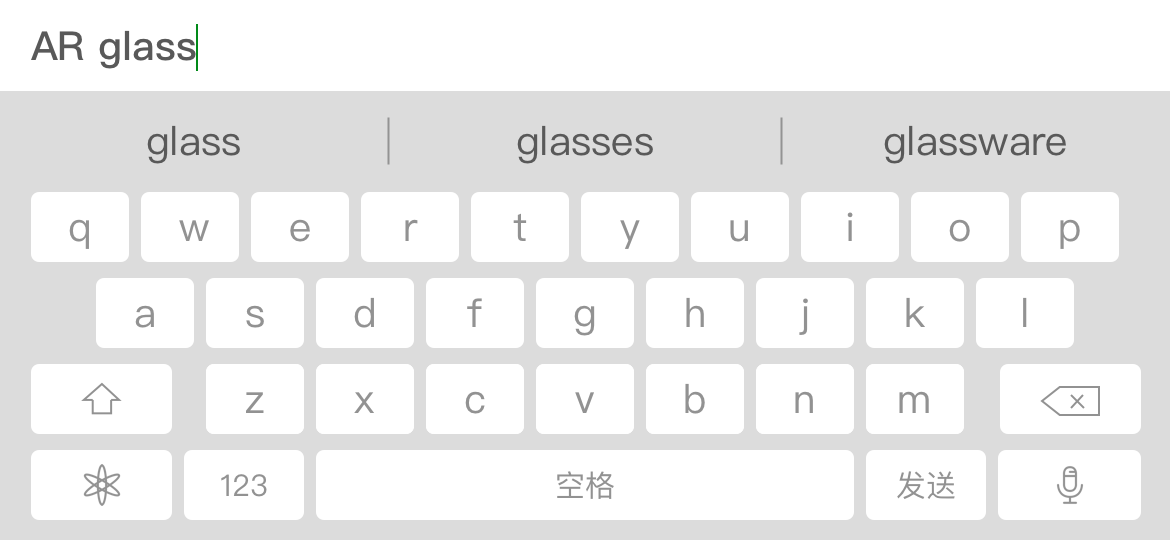 AR glass
glass glasses glassware
q w e r t y u i o p
a s d f g h j k l
z x c v b n m
123 空格 发送